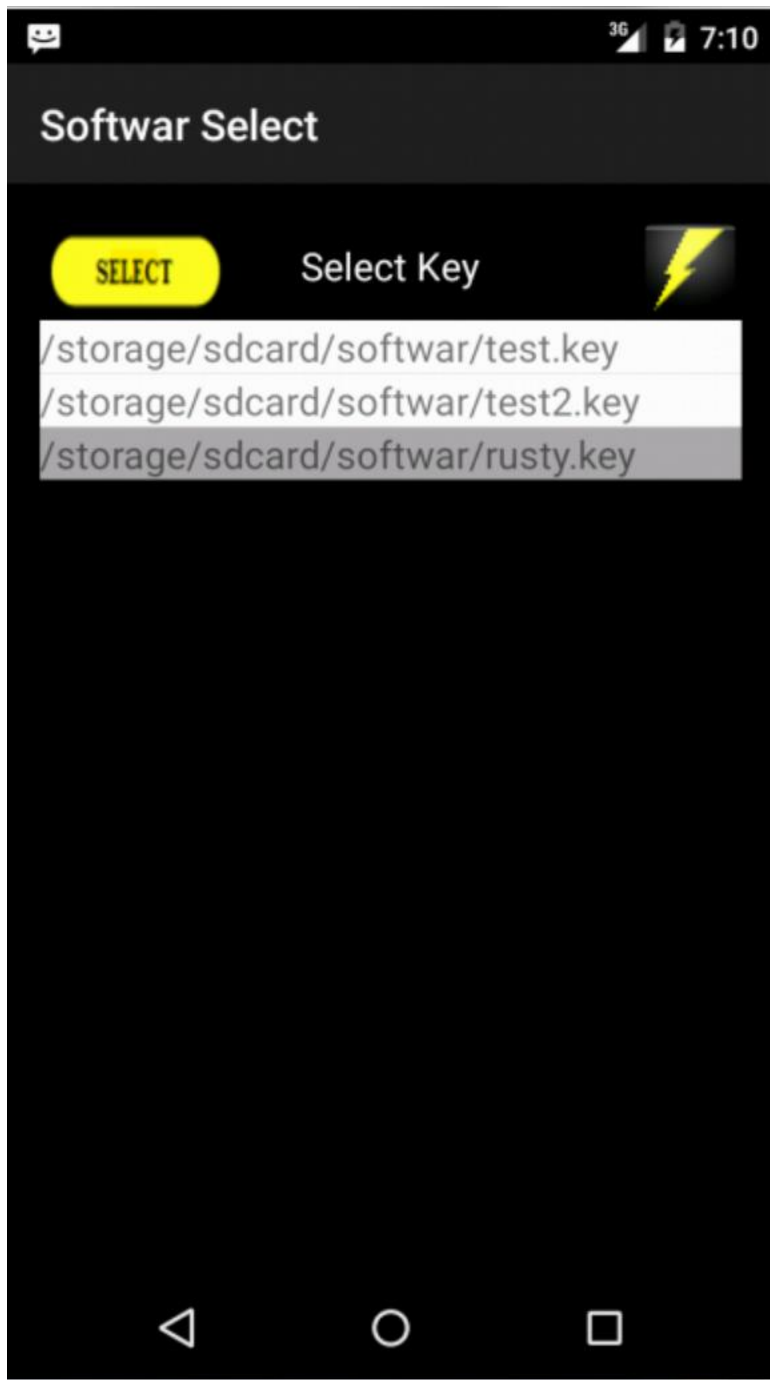 3G 7:10
Softwar Select
SELECT Select Key
/storage/sdcard/softwar/test.key
/storage/sdcard/softwar/test2.key
/storage/sdcard/softwar/rusty.key